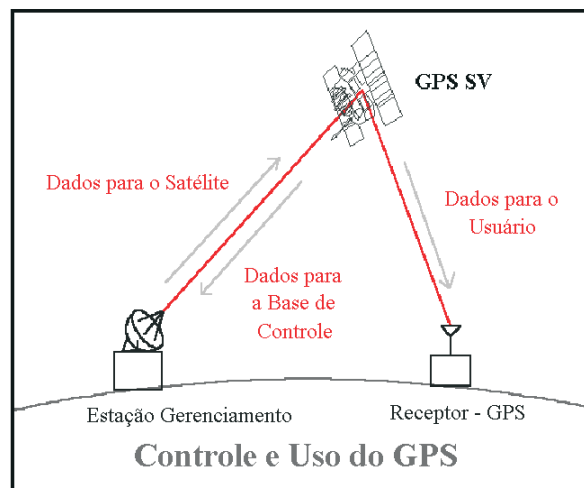 GPS SV
Dados para o Satélite
Dados para o
Usuário
Dados para
a Base de
Controle
Estação Gerenciamento
Receptor - GPS
Controle e Uso do GPS